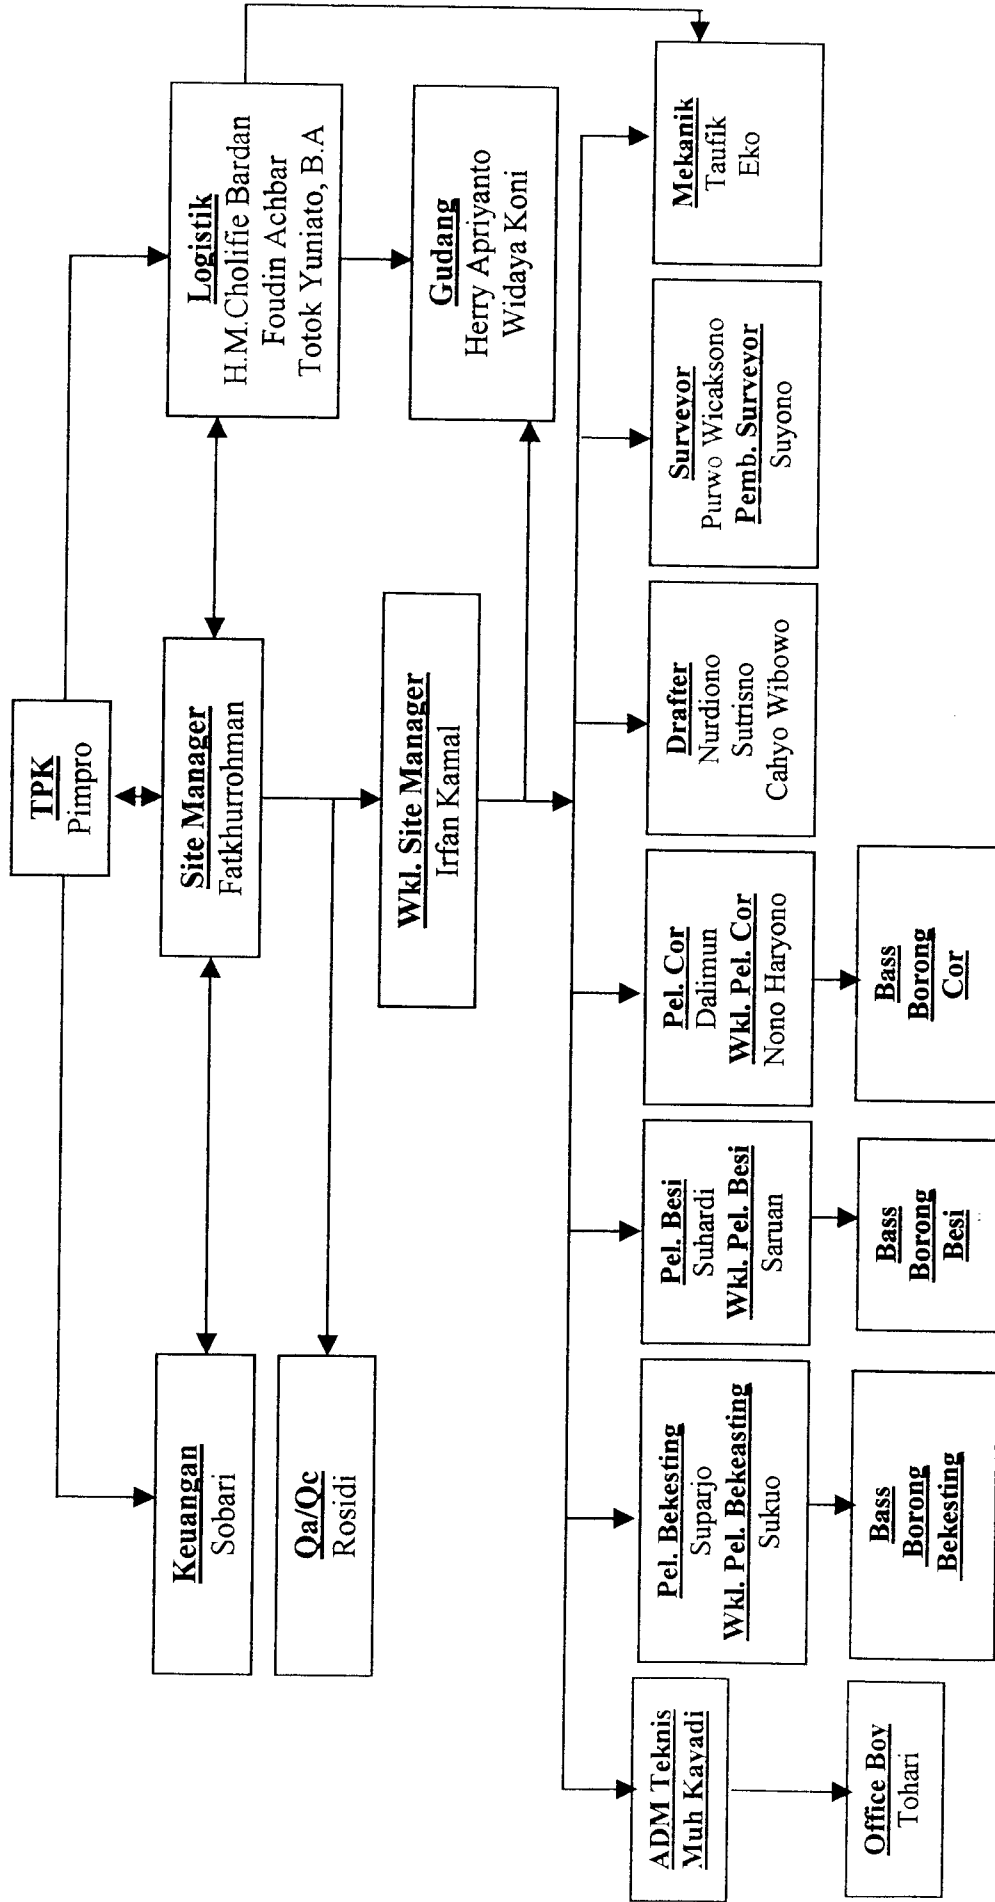 TPK
Pimpro
Keuangan
Sobari
Site Manager
Fatkhurrohman
Logistik
H.M.Cholifie Bardan
Foudin Achbar
Totok Yuniato, B.A
Qa/Qc
Rosidi
Wkl. Site Manager
Irfan Kamal
Gudang
Herry Apriyanto
Widaya Koni
ADM Teknis
Muh Kayadi
Pel. Bekesting
Suparjo
Wkl. Pel. Bekeasting
Sukuo
Pel. Besi
Suhardi
Wkl. Pel. Besi
Saruan
Pel. Cor
Dalimun
Wkl. Pel. Cor
Nono Haryono
Drafter
Nurdiono
Sutrisno
Cahyo Wibowo
Surveyor
Purwo Wicaksono
Pemb. Surveyor
Suyono
Mekanik
Taufik
Eko
Office Boy
Tohari
Bass
Borong
Bekesting
Bass
Borong
Besi
Bass
Borong
Cor